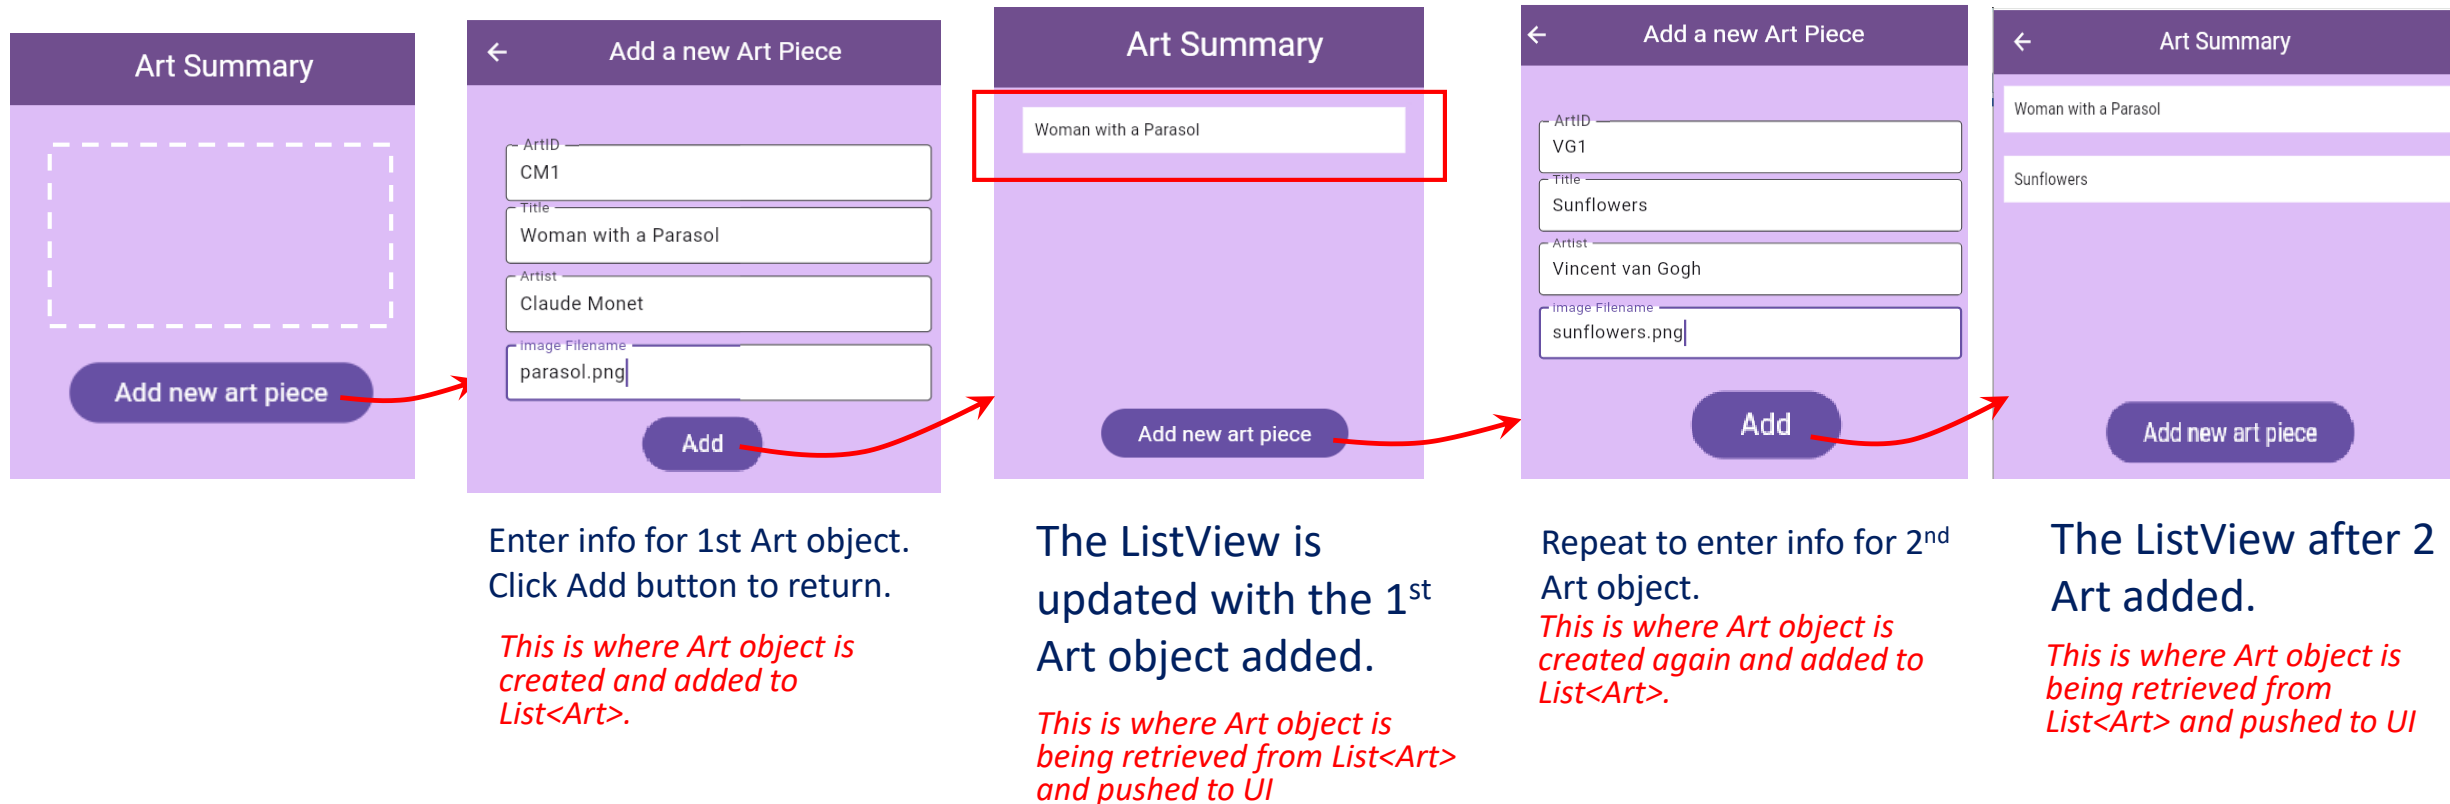 Art Summary
Add new art piece
Add a new Art Piece
ArtID
CM1
Title
Woman with a Parasol
Artist
Claude Monet
Image Filename
parasol.png
Add
Enter info for 1st Art object.
Click Add button to return.
This is where Art object is
created and added to
List<Art>.
Art Summary
Woman with a Parasol
Add new art piece
The ListView is
updated with the 1st
Art object added.
This is where Art object is
being retrieved from List<Art>
and pushed to UI
Add a new Art Piece
ArtID
VG1
Title
Sunflowers
Artist
Vincent van Gogh
Image Filename
sunflowers.png
Add
Repeat to enter info for 2nd
Art object.
This is where Art object is
created again and added to
List<Art>.
Art Summary
Woman with a Parasol
Sunflowers
Add new art piece
The ListView after 2
Art added.
This is where Art object is
being retrieved from
List<Art> and pushed to UI